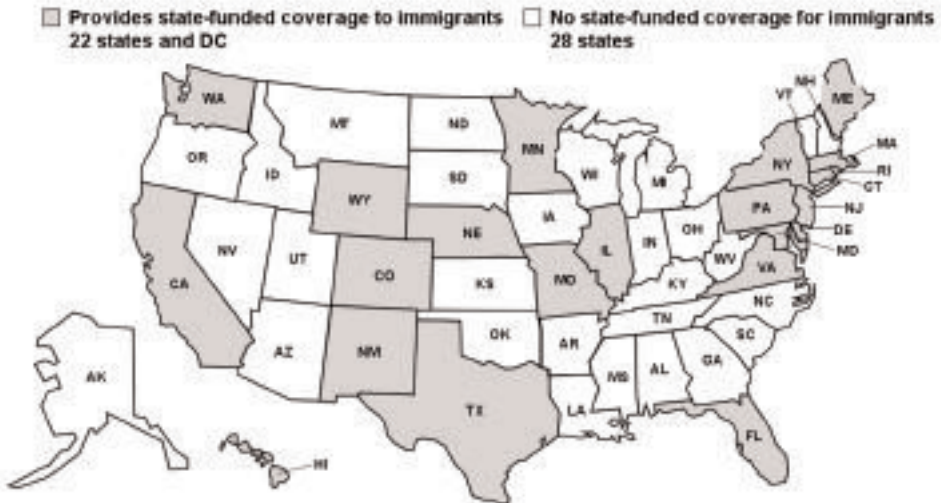 Provides state-funded coverage to immigrants
22 states and DC
No state-funded coverage for immigrants
28 states
WA
MT
ND
MN
NH
VT
ME
OR
ID
SD
WI
MI
NY
MA
RI
CT
WY
IA
PA
NJ
NE
OH
DE
NV
UT
IL
IN
WV
MD
CA
CO
KS
MO
KY
VA
NC
TN
AZ
NM
OK
AR
SC
AK
MS
AL
GA
TX
LA
FL
HI